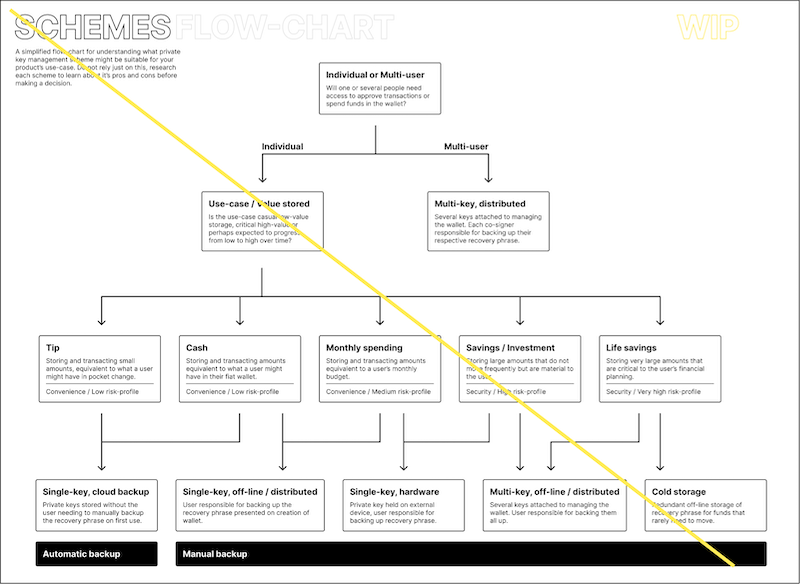 SCHEMES FLOW-CHART
WIP
A simplified flow chart for understanding what private
key management scheme might be suitable for your
product's use-case. Do not rely just on this, research
each scheme to learn about it's pros and cons before
making a decision.
Individual or Multi-user
Will one or several people need
access to approve transactions or
spend funds in the wallet?
Individual
Multi-user
Use-case / Value stored
Is the use-case casual low-value
storage, critical high-value or
perhaps expected to progress
from low to high over time?
Multi-key, distributed
Several keys attached to managing
the wallet. Each co-signer
responsible for backing up their
respective recovery phrase.
Tip
Storing and transacting small
amounts, equivalent to what a user
might have in pocket change.
Convenience / Low risk-profile
Cash
Storing and transacting amounts
equivalent to what a user might
have in their fiat wallet.
Convenience / Low risk-profile
Monthly spending
Storing and transacting amounts
equivalent to a user's monthly
budget.
Convenience / Medium risk-profile
Savings / Investment
Storing large amounts that do not
move frequently but are material to
the user.
Security / High risk-profile
Life savings
Storing very large amounts that
are critical to the user's financial
planning.
Security / Very high risk-profile
Single-key, cloud backup
Private keys stored without the
user needing to manually backup
the recovery phrase on first use.
Single-key, off-line / distributed
User responsible for backing up the
recovery phrase presented on creation of
wallet.
Single-key, hardware
Private key held on external
device, user responsible for
backing up recovery phrase.
Multi-key, off-line / distributed
Several keys attached to managing the
wallet. User responsible for backing them
all up.
Cold storage
Redundant off-line storage of
recovery phrase for funds that
rarely need to move.
Automatic backup
Manual backup